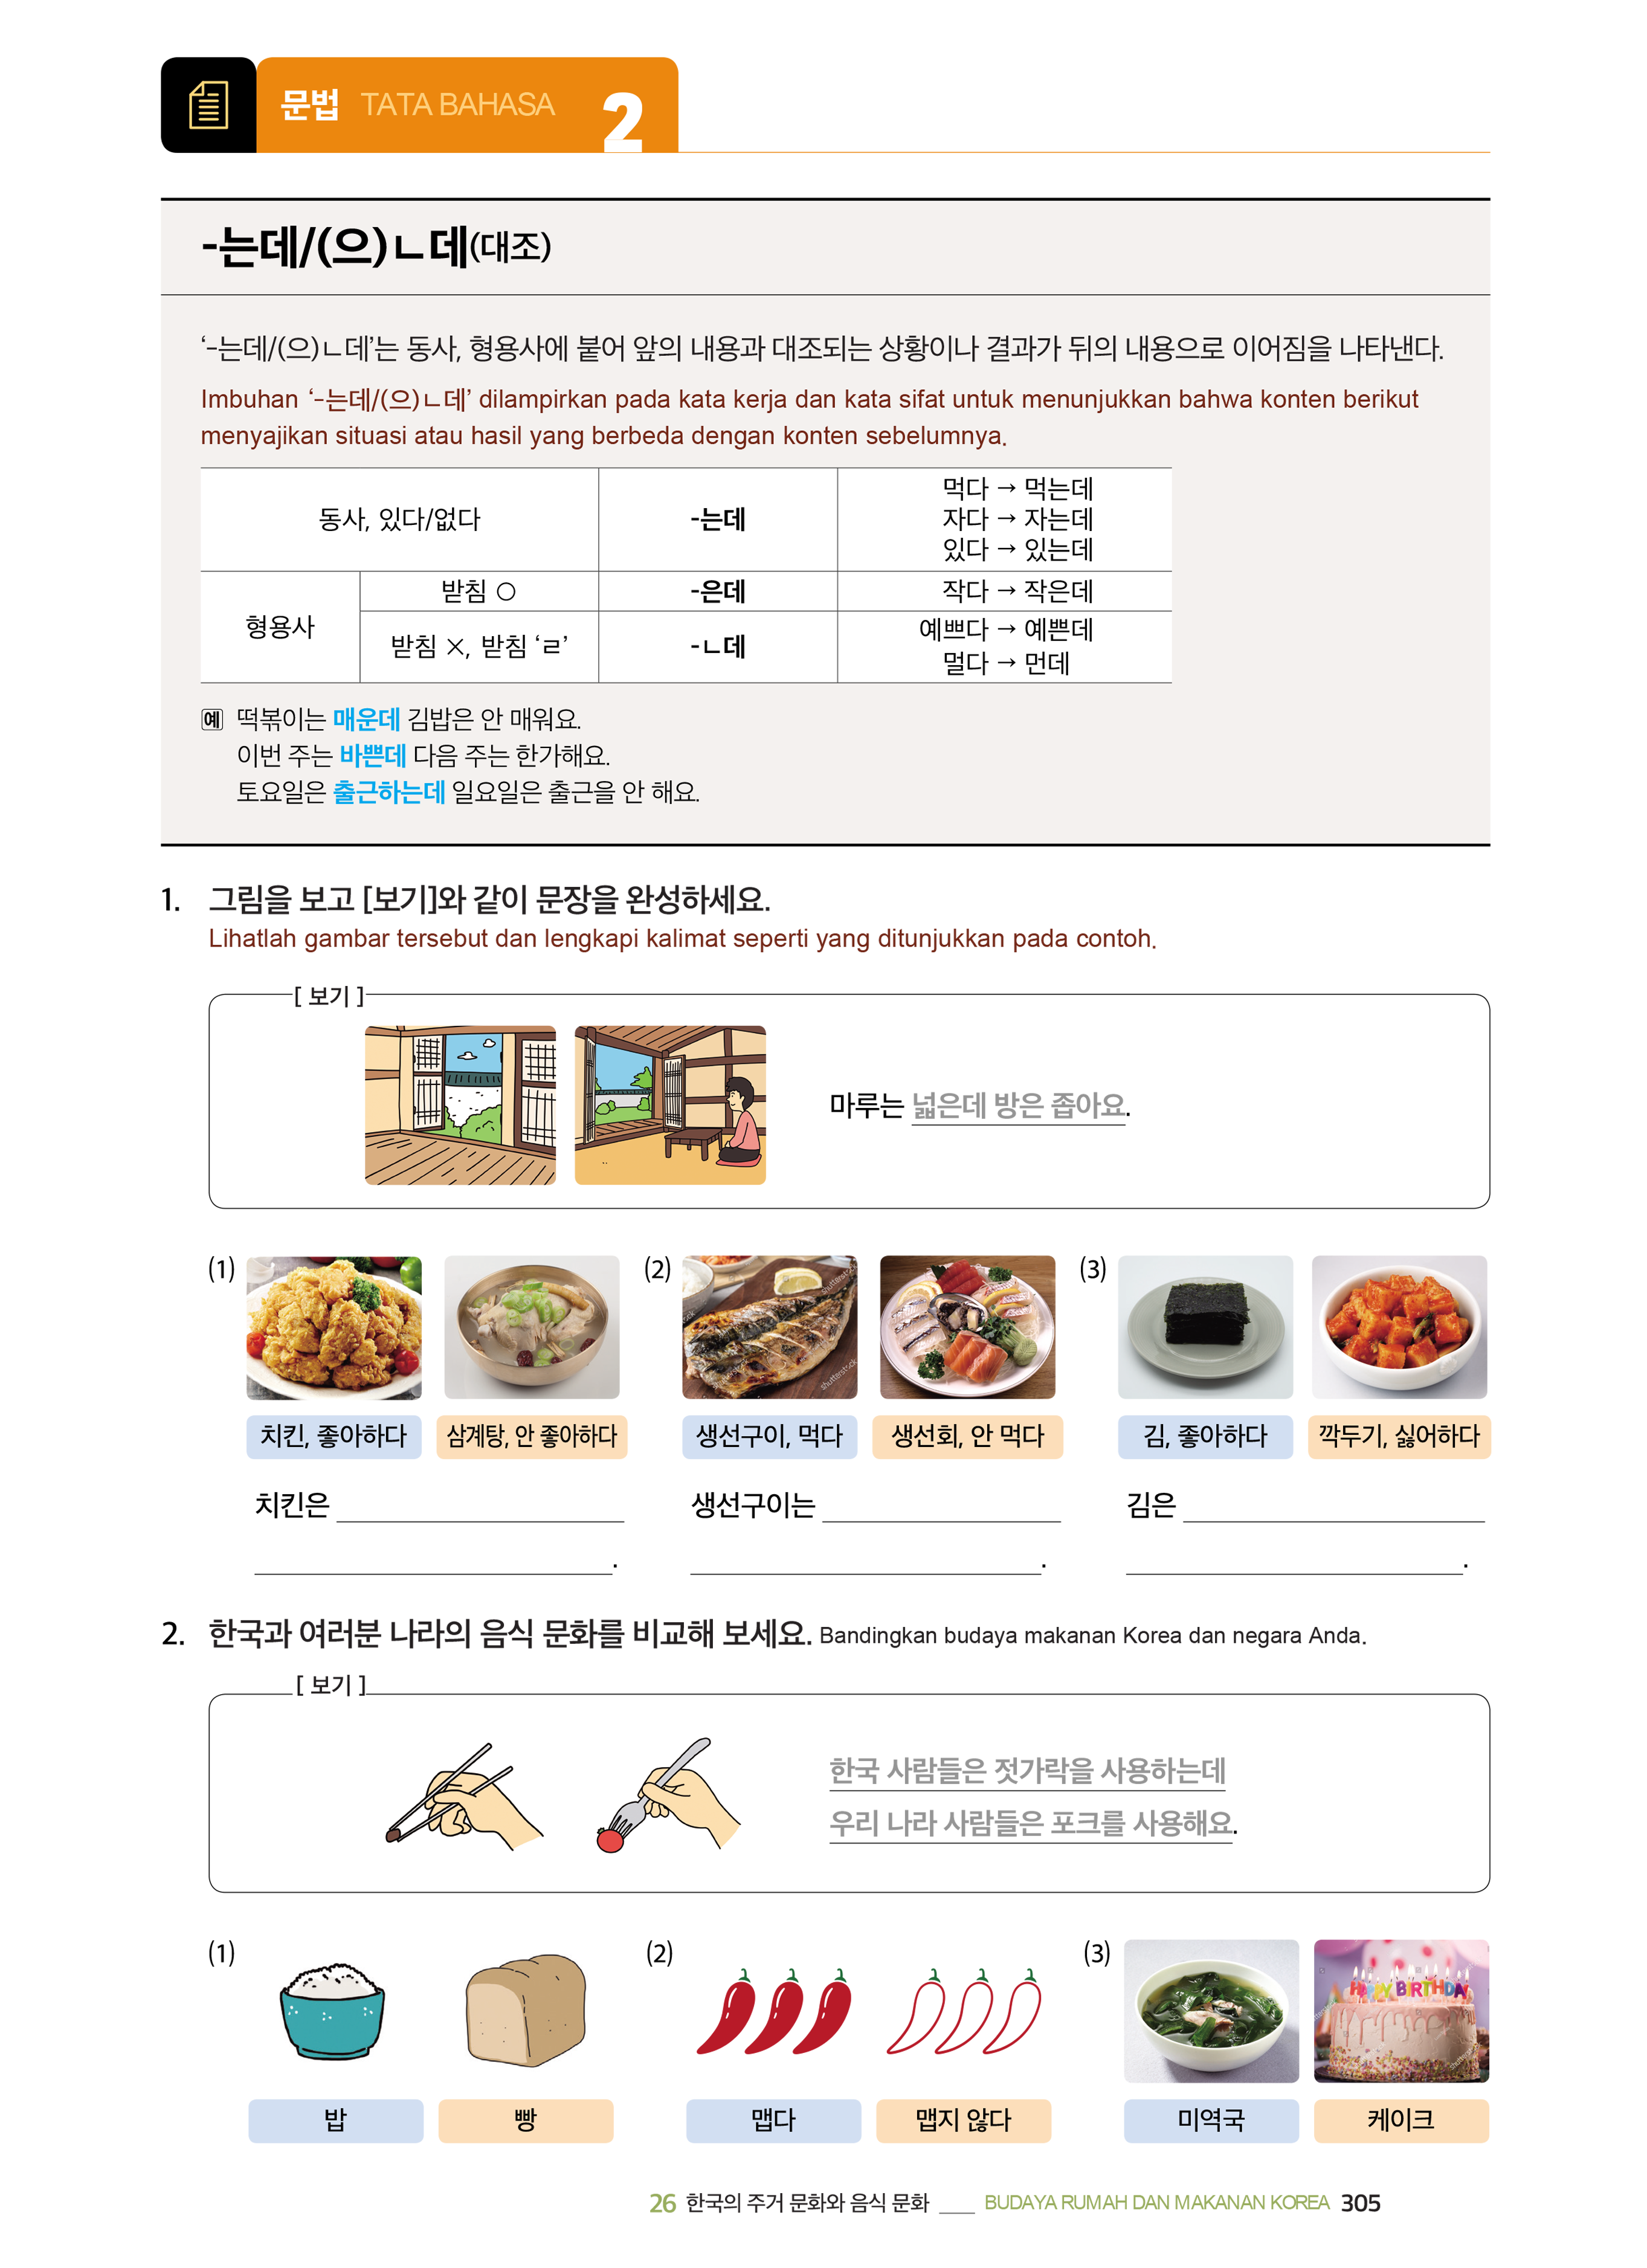 문법 TATA BAHASA 2
-는데/(으)ㄴ데(대조)
‘-는데/(으)ㄴ데’는 동사, 형용사에 붙어 앞의 내용과 대조되는 상황이나 결과가 뒤의 내용으로 이어짐을 나타낸다.
Imbuhan ‘-는데/(으)ㄴ데’ dilampirkan pada kata kerja dan kata sifat untuk menunjukkan bahwa konten berikut
menyajikan situasi atau hasil yang berbeda dengan konten sebelumnya.
동사, 있다/없다
-는데
먹다 → 먹는데
자다 → 자는데
있다 → 있는데
형용사
받침 ○
-은데
작다 → 작은데
받침 ×, 받침 ‘ㄹ’
-ㄴ데
예쁘다 → 예쁜데
멀다 → 먼데
예 떡볶이는 매운데 김밥은 안 매워요.
이번 주는 바쁜데 다음 주는 한가해요.
토요일은 출근하는데 일요일은 출근을 안 해요.
1. 그림을 보고 [보기]와 같이 문장을 완성하세요.
Lihatlah gambar tersebut dan lengkapi kalimat seperti yang ditunjukkan pada contoh.
[ 보기 ]
마루는 넓은데 방은 좁아요.
(1)
치킨, 좋아하다
삼계탕, 안 좋아하다
치킨은
.
(2)
shutterstock
shutterstock
생선구이, 먹다
생선회, 안 먹다
생선구이는
.
(3)
김, 좋아하다
깍두기, 싫어하다
김은
.
2. 한국과 여러분 나라의 음식 문화를 비교해 보세요. Bandingkan budaya makanan Korea dan negara Anda.
[ 보기 ]
한국 사람들은 젓가락을 사용하는데
우리 나라 사람들은 포크를 사용해요.
(1)
밥
빵
(2)
맵다
맵지 않다
(3)
HAPPY BIRTHDAY
shutterstock
미역국
케이크
26 한국의 주거 문화와 음식 문화 ___ BUDAYA RUMAH DAN MAKANAN KOREA 305